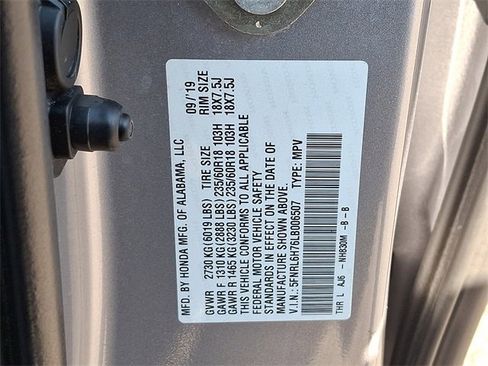 MFD. BY HONDA MFG. OF ALABAMA, LLC 09/'19
GVWR 2730 KG(6019 LBS) TIRE SIZE RIM SIZE
GAWR F 1310 KG(2888 LBS) 235/60R18 103H 18X7.5J
GAWR R 1465 KG(3230 LBS) 235/60R18 103H 18X7.5J
THIS VEHICLE CONFORMS TO ALL APPLICABLE
FEDERAL MOTOR VEHICLE SAFETY
STANDARDS IN EFFECT ON THE DATE OF
MANUFACTURE SHOWN ABOVE.
V.I.N.: 5FNRL6H76LB006507 TYPE: MPV
THR L AJ6 - NH830M -B -B